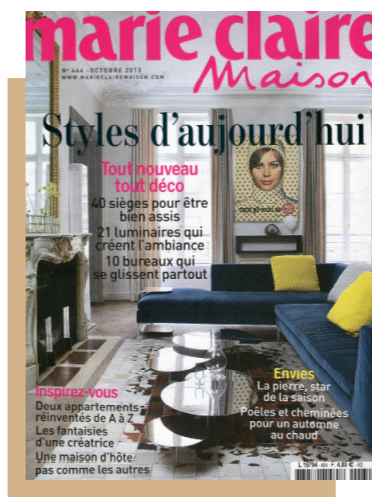 marie claire
Maison
N° 464 - OCTOBRE 2013
WWW.MARIECLAIREMAISON.COM
Styles d'aujourd'hui
Tout nouveau
tout déco
40 sièges pour être
bien assis
21 luminaires qui
créent l'ambiance
10 bureaux qui
se glissent partout
Inspirez-vous
Deux appartements
réinventés de A à Z
Les fantaisies
d'une créatrice
Une maison d'hôte
pas comme les autres
Envies
La pierre, star
de la saison
Poêles et cheminées
pour un automne
au chaud